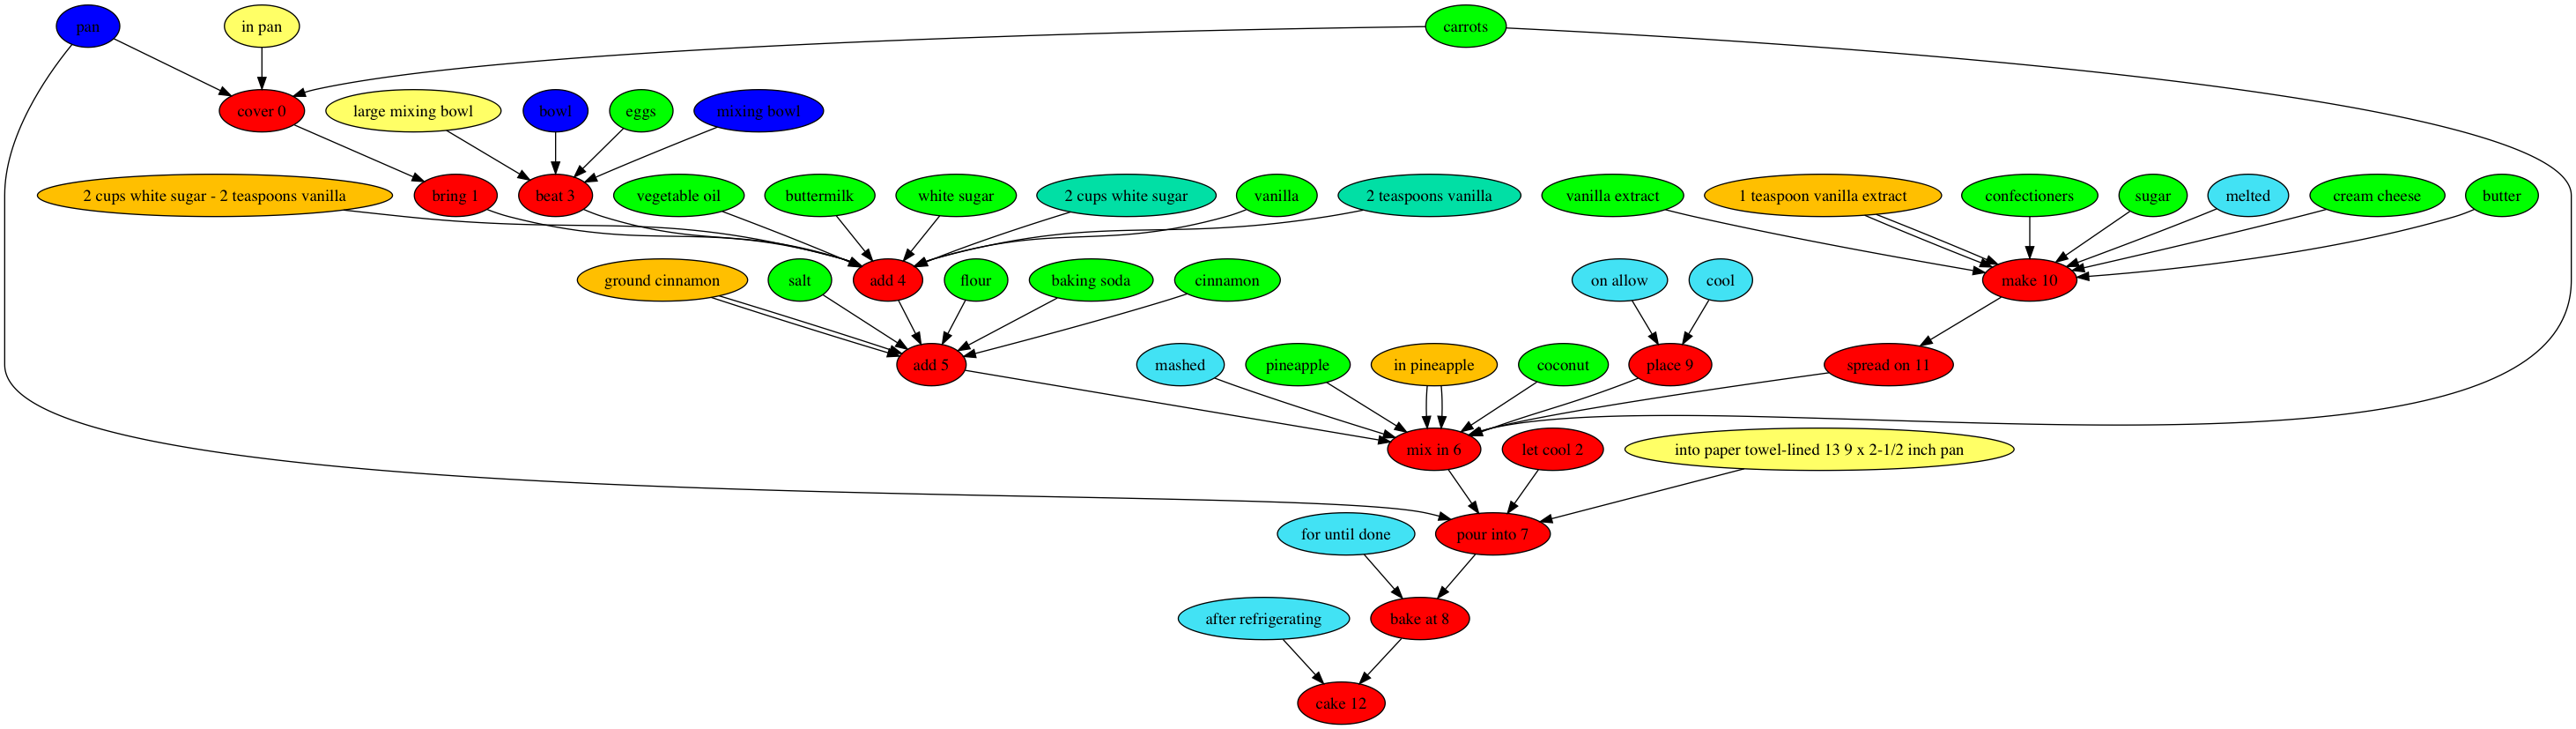 pan
in pan
carrots
cover 0
large mixing bowl
bowl
eggs
mixing bowl
2 cups white sugar - 2 teaspoons vanilla
bring 1
beat 3
vegetable oil
buttermilk
white sugar
2 cups white sugar
vanilla
2 teaspoons vanilla
vanilla extract
1 teaspoon vanilla extract
confectioners
sugar
melted
cream cheese
butter
ground cinnamon
salt
add 4
flour
baking soda
cinnamon
on allow
cool
make 10
add 5
mashed
pineapple
in pineapple
coconut
place 9
spread on 11
mix in 6
let cool 2
into paper towel-lined 13 9 x 2-1/2 inch pan
for until done
pour into 7
after refrigerating
bake at 8
cake 12